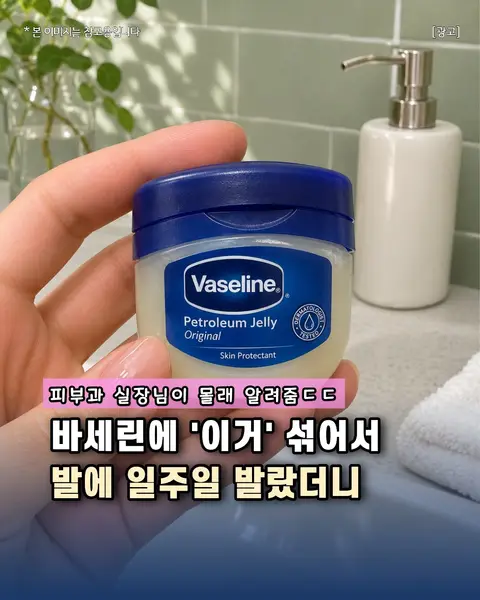 * 본 이미지는 참고용입니다
[광고]
Vaseline®
Petroleum Jelly
Original
DERMATOLOGIST TESTED
Skin Protectant
피부과 실장님이 몰래 알려줌ㄷㄷ
바세린에 '이거' 섞어서
발에 일주일 발랐더니